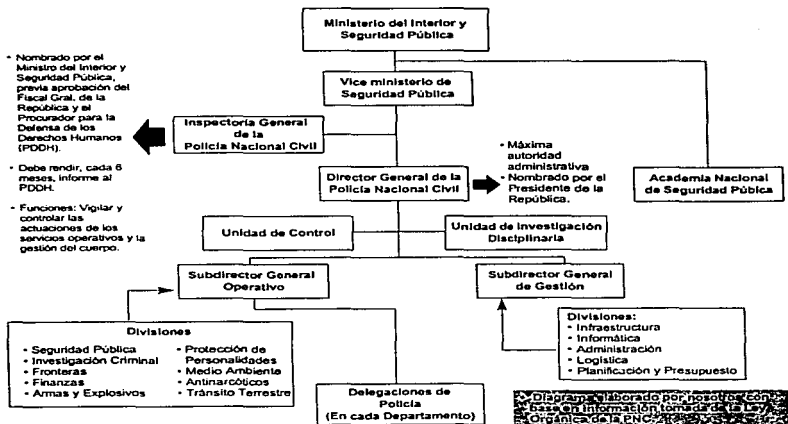 Ministerio del Interior y
Seguridad Pública
Vice ministerio de
Seguridad Pública
• Nombrado por el
Ministro del Interior y
Seguridad Pública,
previa aprobación del
Fiscal Gral. de la
República y el
Procurador para la
Defensa de los
Derechos Humanos
(PDDH).
• Debe rendir, cada 6
meses, informe al
PDDH.
• Funciones: Vigilar y
controlar las
actuaciones de los
servicios operativos y la
gestión del cuerpo.
Inspectoría General
de la
Policía Nacional Civil
Director General de la
Policía Nacional Civil
• Máxima
autoridad
administrativa
• Nombrado por el
Presidente de la
República.
Academia Nacional
de Seguridad Púbica
Unidad de Control
Unidad de Investigación
Disciplinaria
Subdirector General
Operativo
Subdirector General
de Gestión
Divisiones
• Seguridad Pública
• Investigación Criminal
• Fronteras
• Finanzas
• Armas y Explosivos
• Protección de
Personalidades
• Medio Ambiente
• Antinarcóticos
• Tránsito Terrestre
Delegaciones de
Policía
(En cada Departamento)
Divisiones:
• Infraestructura
• Informática
• Administración
• Logística
• Planificación y Presupuesto
• Diagrama elaborado por nosotros con
base en información tomada de la Ley
Orgánica de la PNC.